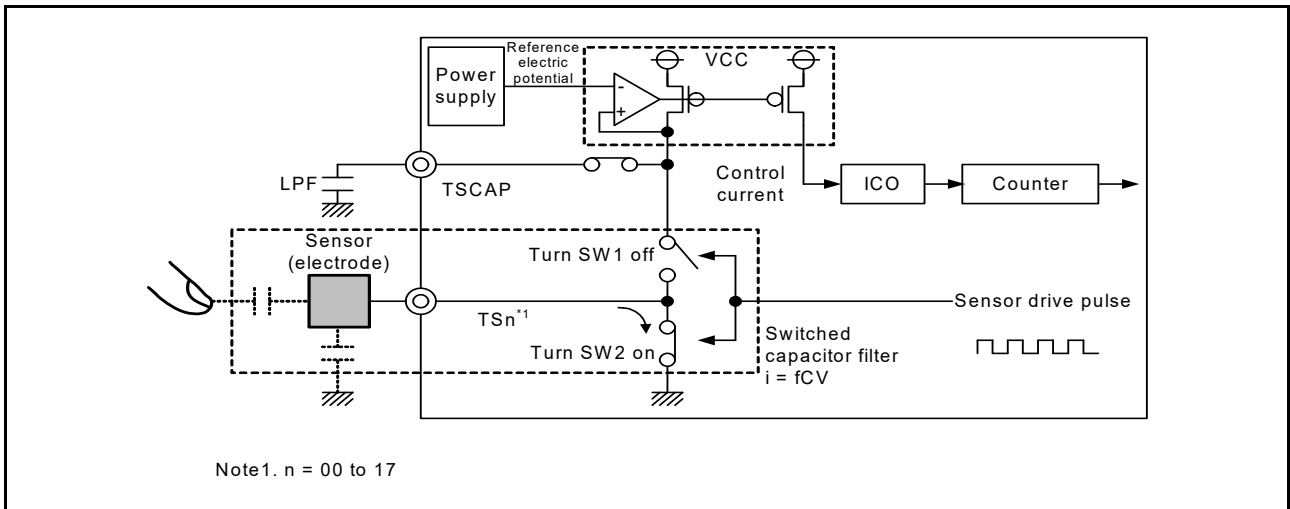 Reference
electric
potential
Power
supply
VCC
-
+
LPF
TSCAP
Control
current
ICO
Counter
Sensor
(electrode)
Turn SW1 off
Sensor drive pulse
TSn*1
Turn SW2 on
Switched
capacitor filter
i = fCV
Note1. n = 00 to 17